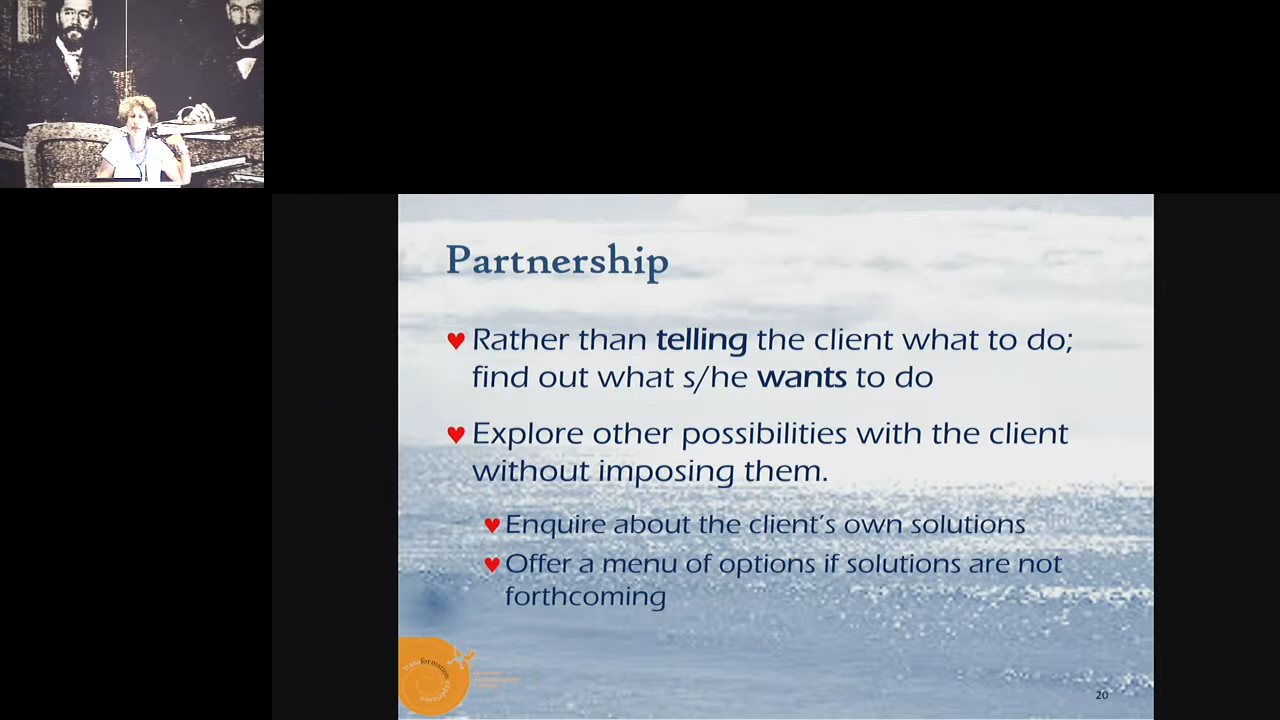 Partnership
♥ Rather than telling the client what to do;
find out what s/he wants to do
♥ Explore other possibilities with the client
without imposing them.
♥ Enquire about the client's own solutions
♥ Offer a menu of options if solutions are not
forthcoming
transformation
20